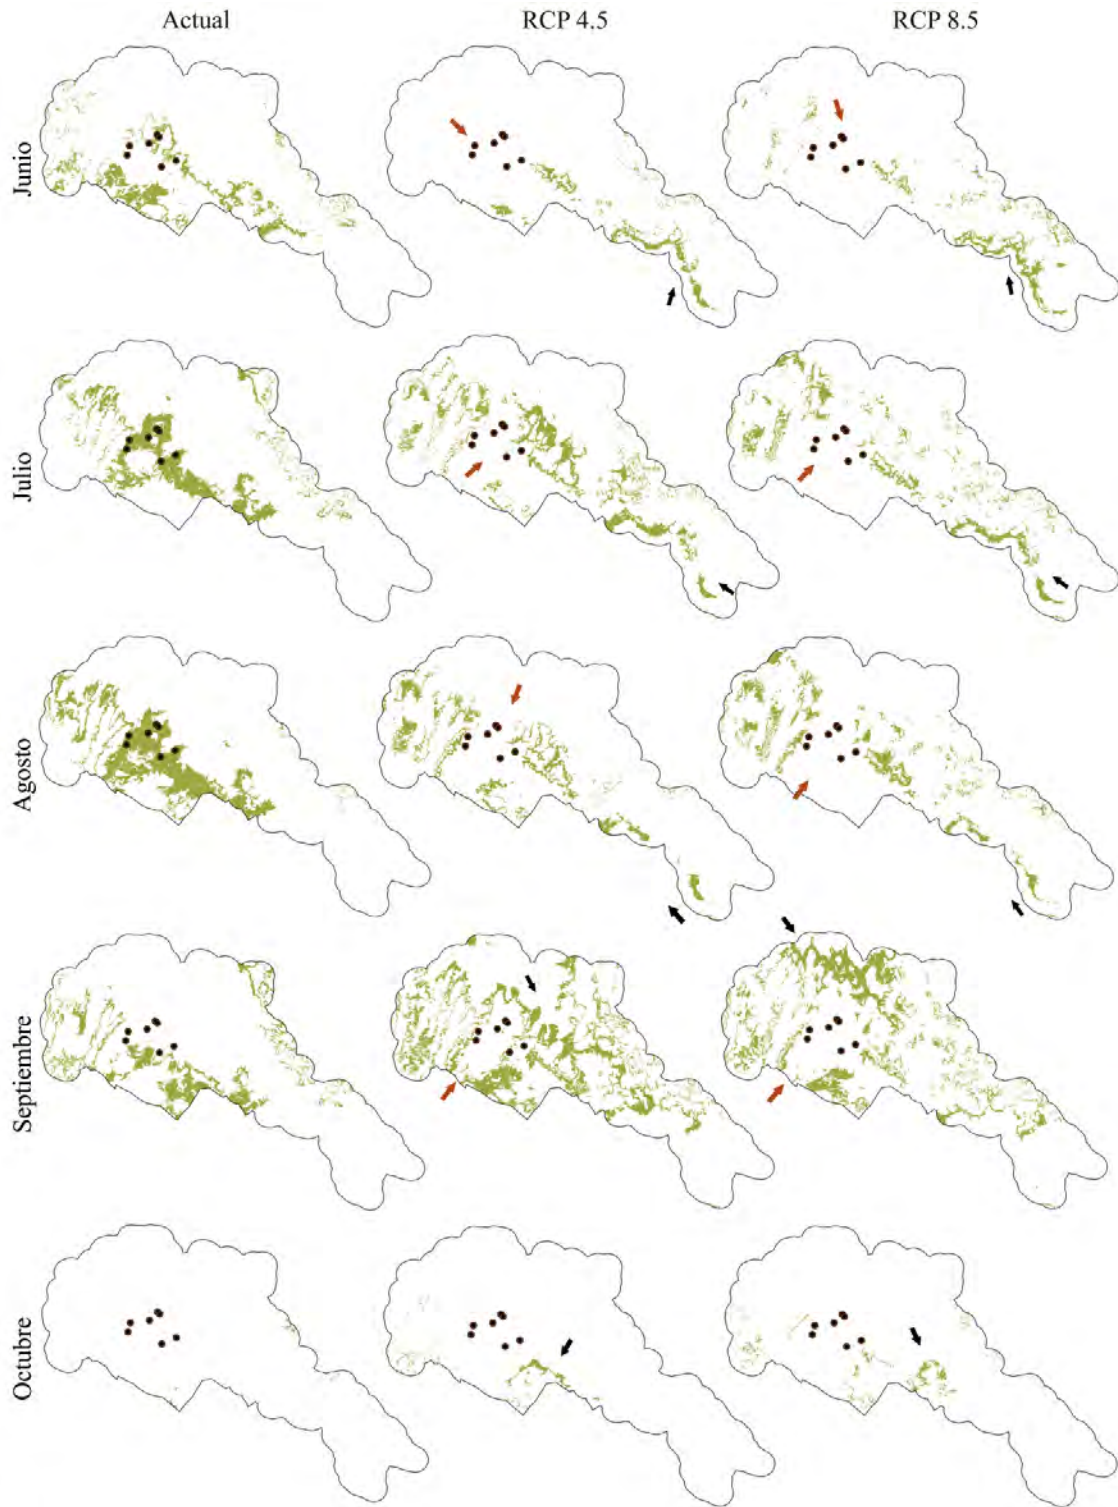 Actual RCP 4.5 RCP 8.5
Junio
Julio
Agosto
Septiembre
Octubre